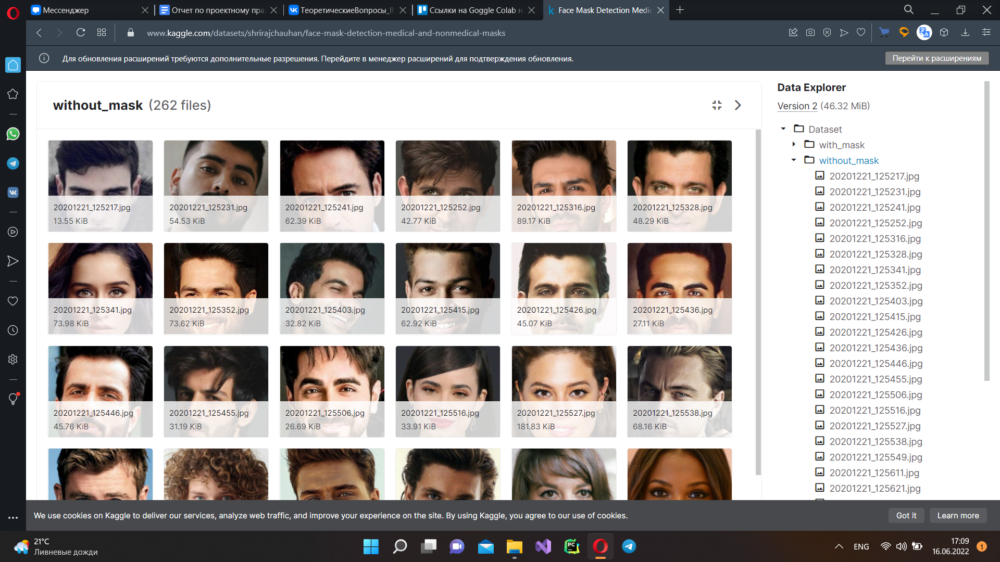 Мессенджер
Отчет по проектному пра
ТеоретическиеВопросы_П
Ссылки на Goggle Colab н
Face Mask Detection Medic
www.kaggle.com/datasets/shrirajchauhan/face-mask-detection-medical-and-nonmedical-masks
Для обновления расширений требуются дополнительные разрешения. Перейдите в менеджер расширений для подтверждения обновления.
Перейти к расширениям
without_mask (262 files)
20201221_125217.jpg
13.55 KiB
20201221_125231.jpg
54.53 KiB
20201221_125241.jpg
62.39 KiB
20201221_125252.jpg
42.77 KiB
20201221_125316.jpg
89.17 KiB
20201221_125328.jpg
48.29 KiB
20201221_125341.jpg
73.98 KiB
20201221_125352.jpg
73.62 KiB
20201221_125403.jpg
32.82 KiB
20201221_125415.jpg
62.92 KiB
20201221_125426.jpg
45.07 KiB
20201221_125436.jpg
27.11 KiB
20201221_125446.jpg
45.76 KiB
20201221_125455.jpg
31.19 KiB
20201221_125506.jpg
26.69 KiB
20201221_125516.jpg
33.91 KiB
20201221_125527.jpg
181.83 KiB
20201221_125538.jpg
68.16 KiB
Data Explorer
Version 2 (46.32 MiB)
Dataset
with_mask
without_mask
20201221_125217.jpg
20201221_125231.jpg
20201221_125241.jpg
20201221_125252.jpg
20201221_125316.jpg
20201221_125328.jpg
20201221_125341.jpg
20201221_125352.jpg
20201221_125403.jpg
20201221_125415.jpg
20201221_125426.jpg
20201221_125436.jpg
20201221_125446.jpg
20201221_125455.jpg
20201221_125506.jpg
20201221_125516.jpg
20201221_125527.jpg
20201221_125538.jpg
20201221_125549.jpg
20201221_125611.jpg
20201221_125621.jpg
We use cookies on Kaggle to deliver our services, analyze web traffic, and improve your experience on the site. By using Kaggle, you agree to our use of cookies.
Got it
Learn more
21°C
Ливневые дожди
ENG
17:09
16.06.2022
1